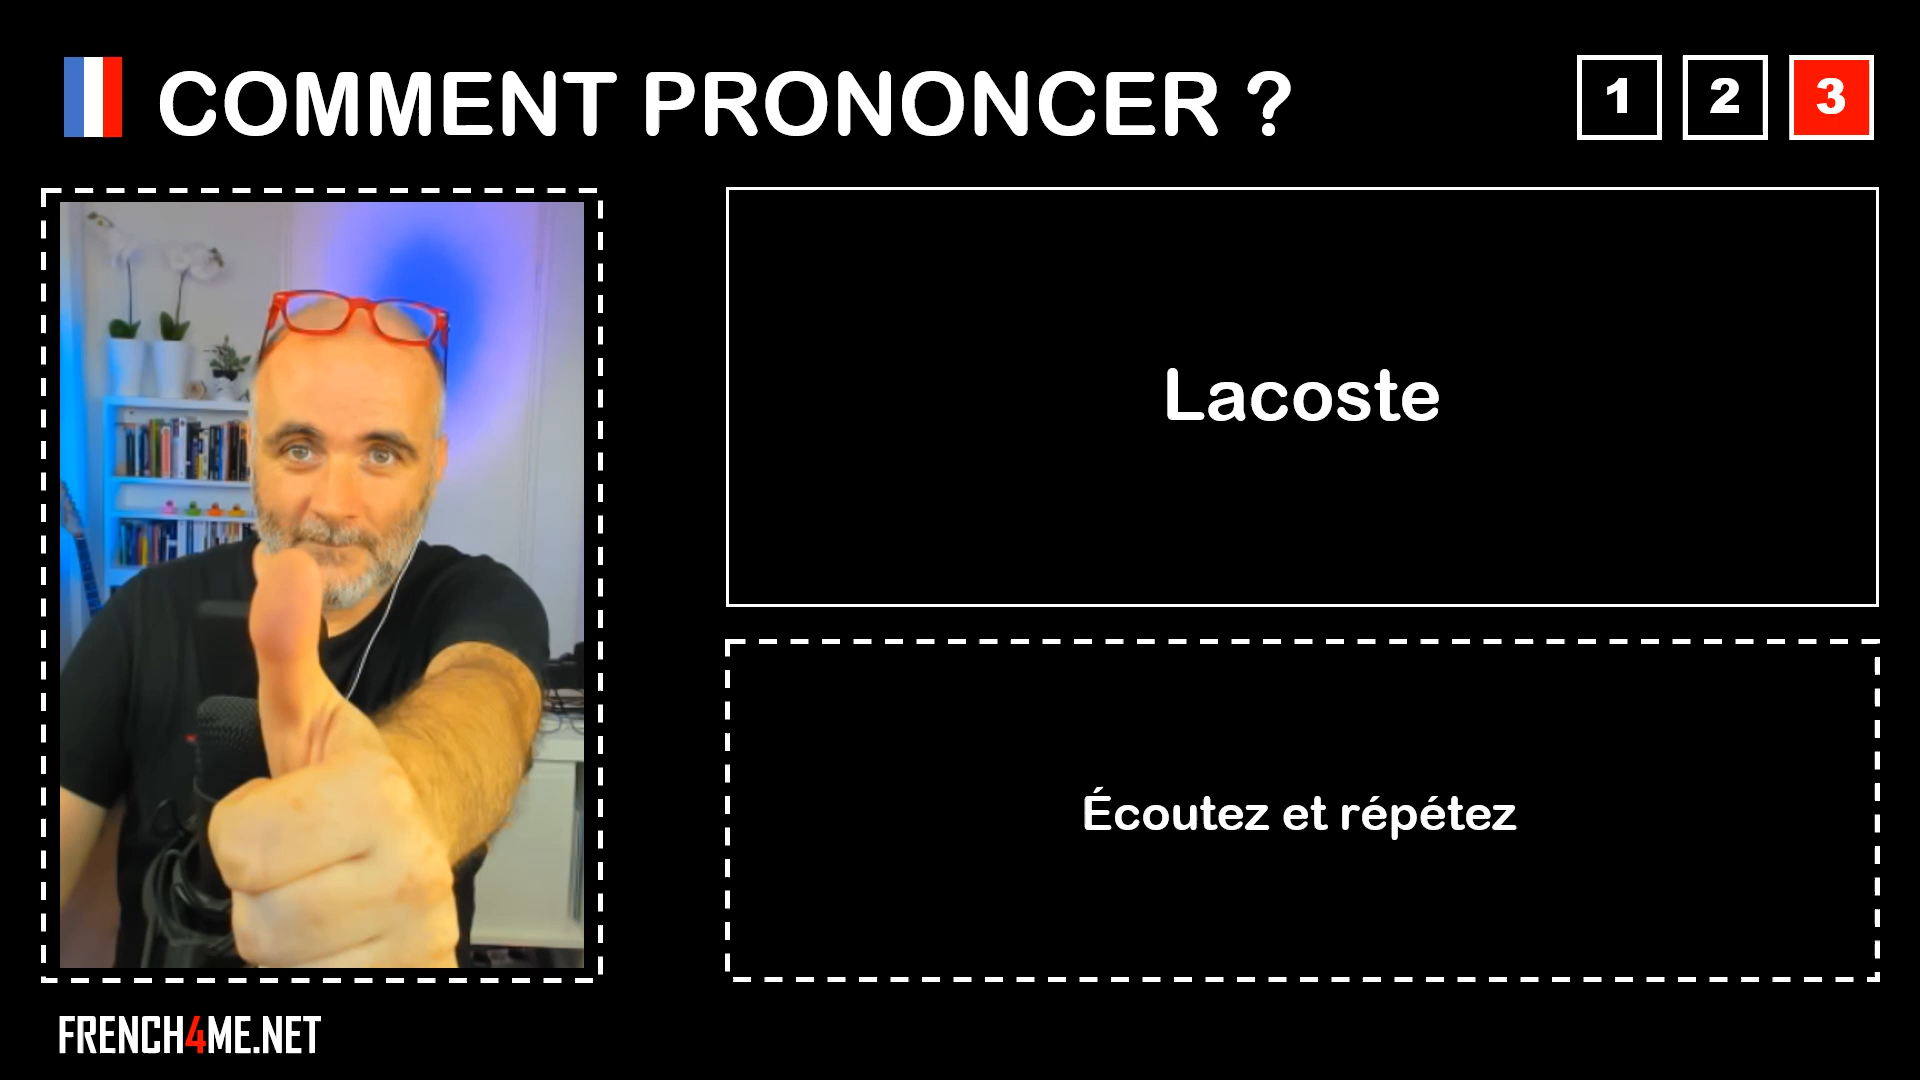 COMMENT PRONONCER ?
1 2 3
Lacoste
Écoutez et répétez
FRENCH4ME.NET